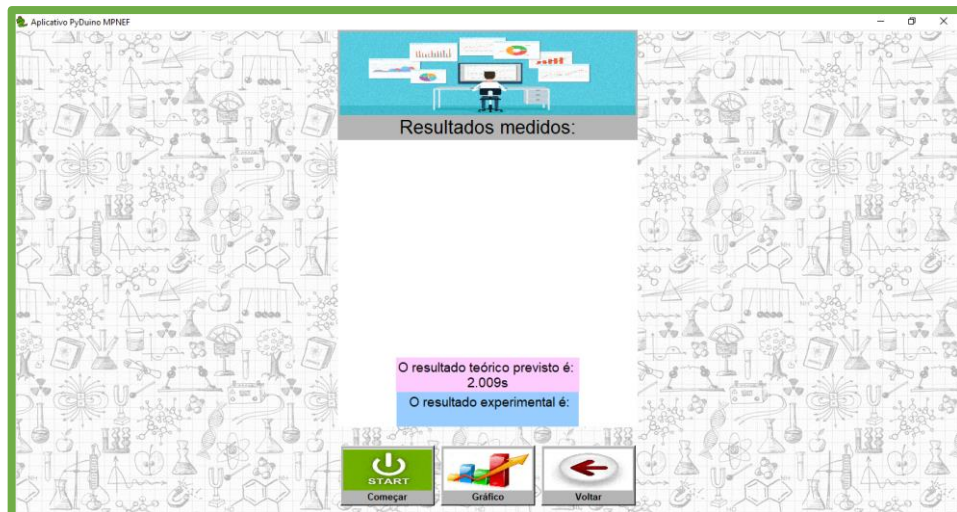 Aplicativo PyDuino MPNEF
Resultados medidos:
O resultado teórico previsto é:
2.009s
O resultado experimental é:
START
Começar
Gráfico
Voltar